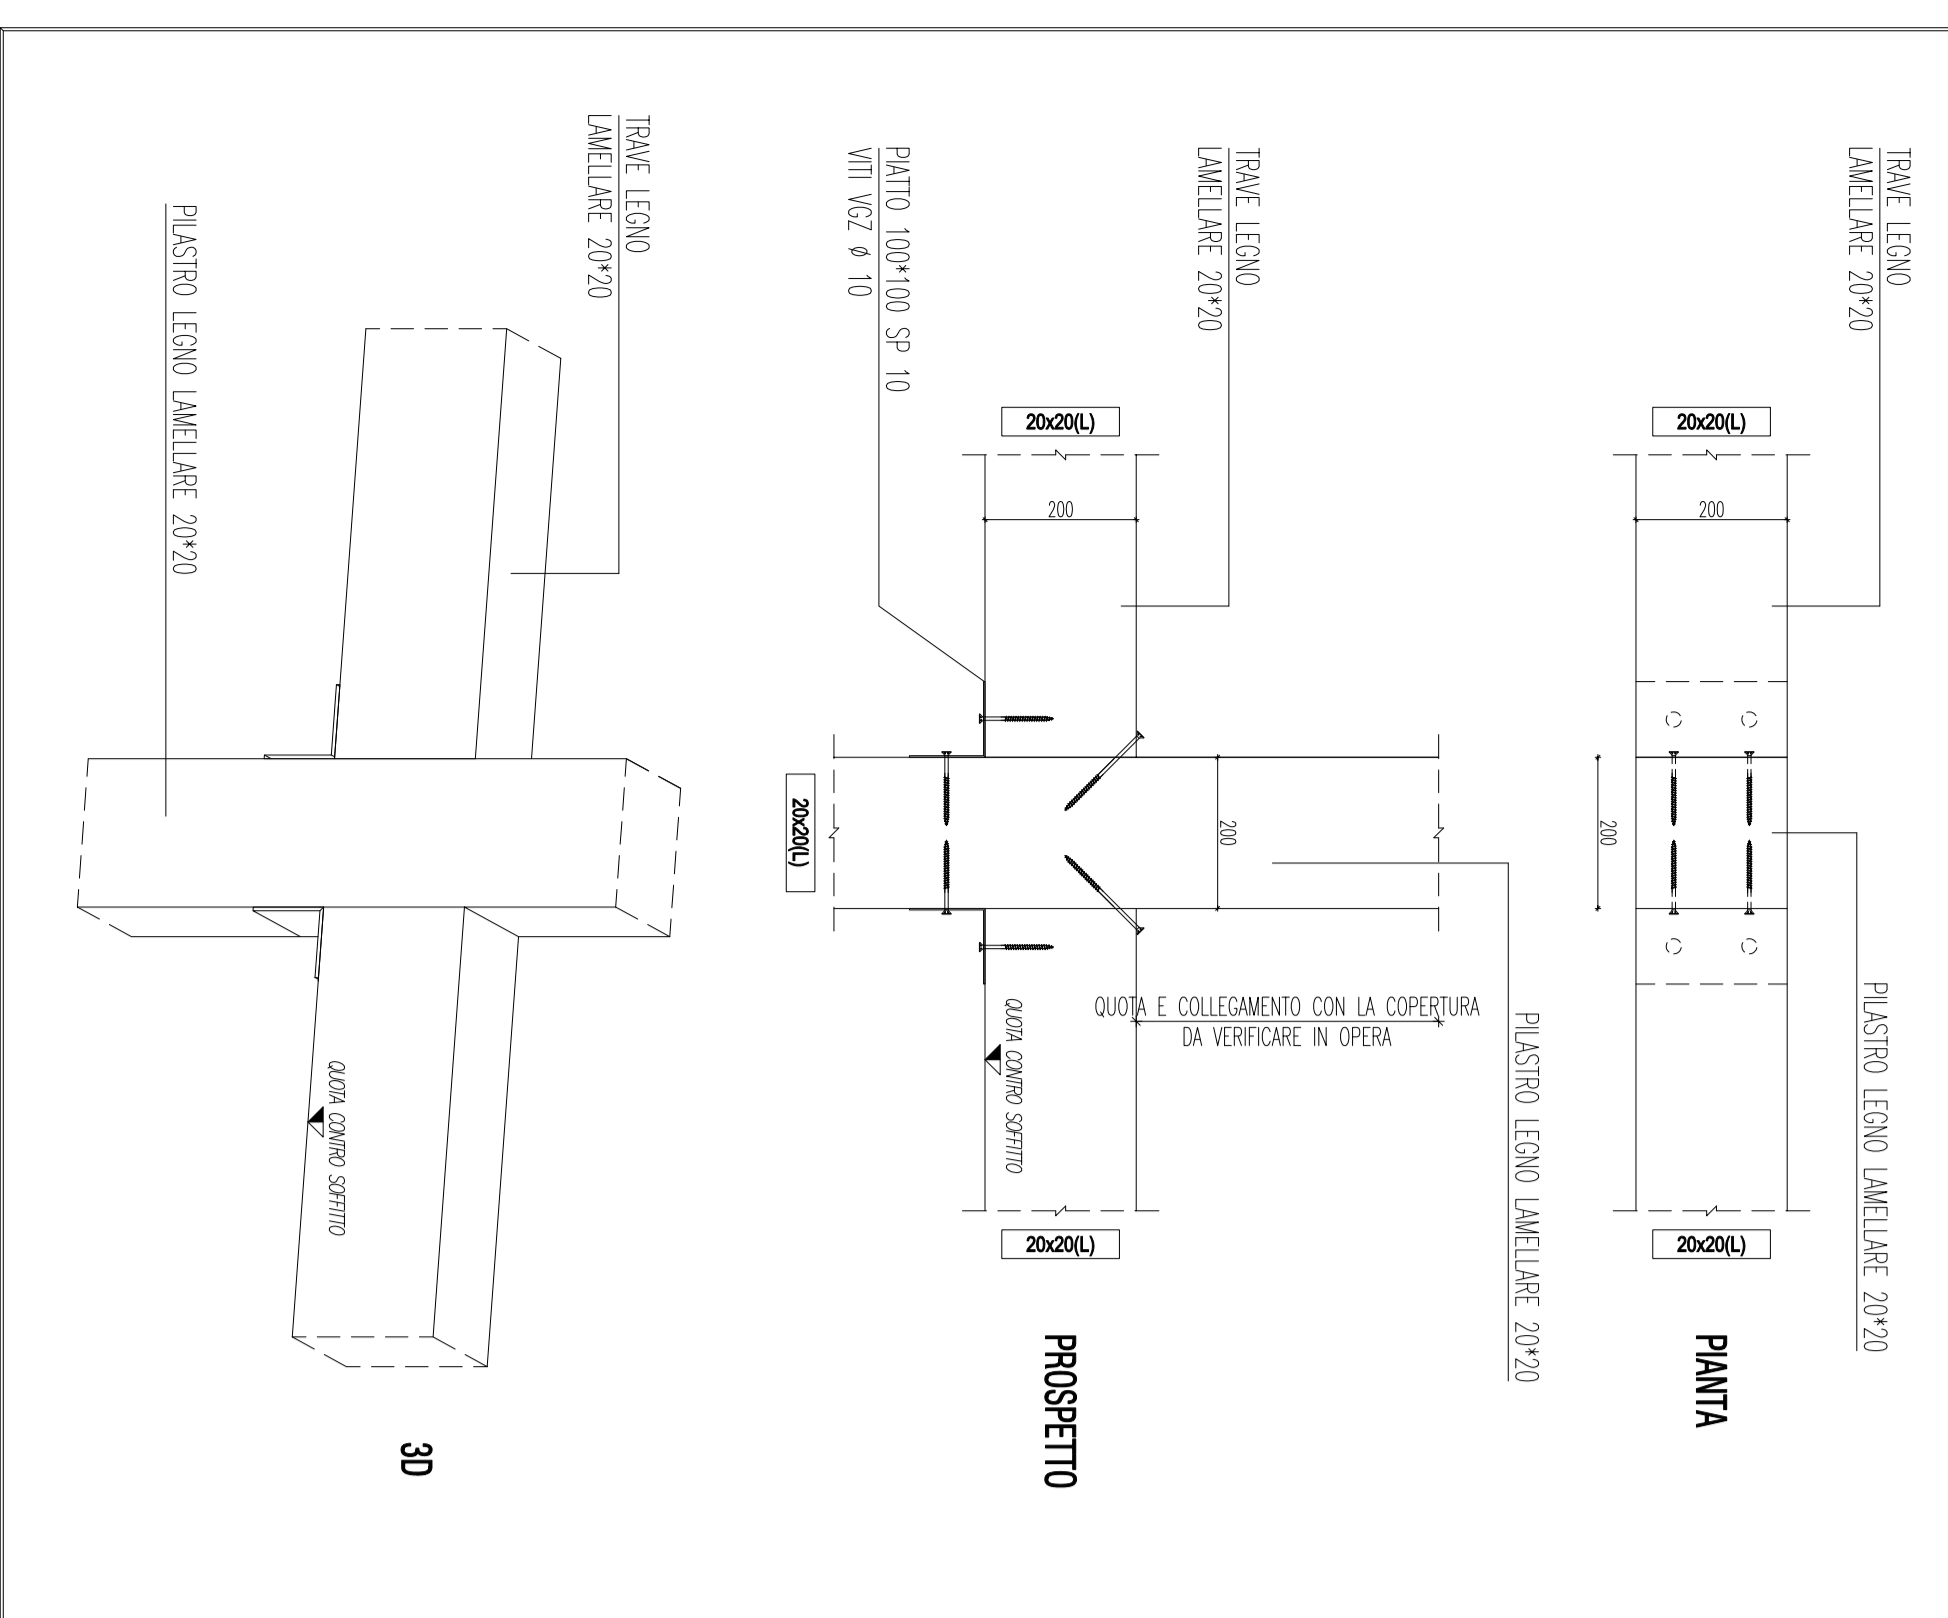 TRAVE LEGNO
LAMELLARE 20*20
20x20(L)
200
200
PILASTRO LEGNO LAMELLARE 20*20
20x20(L)
PIANTA
TRAVE LEGNO
LAMELLARE 20*20
PIATTO 100*100 SP 10
VITI VGZ Ø 10
20x20(L)
200
200
20x20(L)
QUOTA E COLLEGAMENTO CON LA COPERTURA
DA VERIFICARE IN OPERA
QUOTA CONTRO SOFFITTO
PILASTRO LEGNO LAMELLARE 20*20
20x20(L)
PROSPETTO
TRAVE LEGNO
LAMELLARE 20*20
PILASTRO LEGNO LAMELLARE 20*20
QUOTA CONTRO SOFFITTO
3D